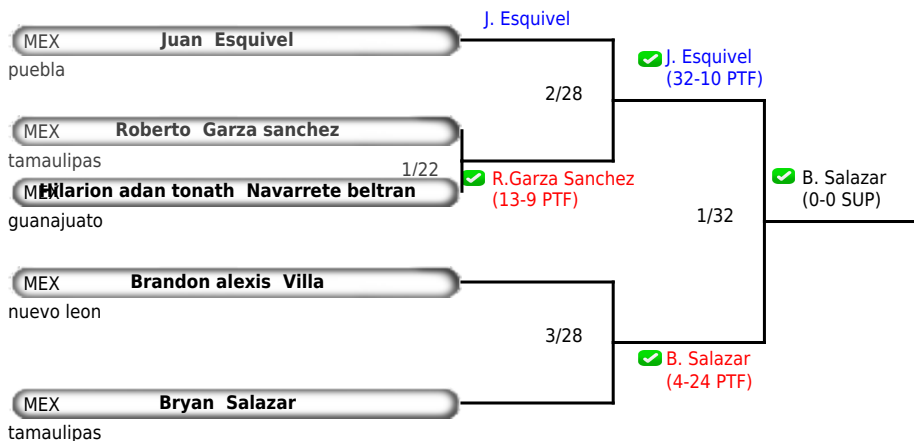 J. Esquivel
MEX Juan Esquivel
puebla
J. Esquivel
(32-10 PTF)
2/28
MEX Roberto Garza sanchez
tamaulipas
1/22
R.Garza Sanchez
(13-9 PTF)
MEX Hilarion adan tonath Navarrete beltran
guanajuato
B. Salazar
(0-0 SUP)
1/32
MEX Brandon alexis Villa
nuevo leon
3/28
B. Salazar
(4-24 PTF)
MEX Bryan Salazar
tamaulipas